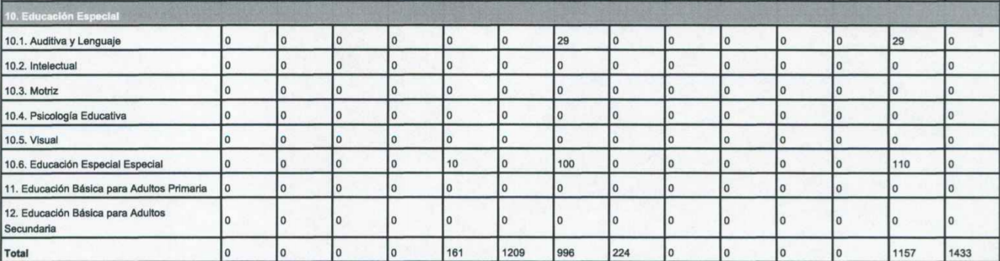 10. Educación Especial
10.1. Auditiva y Lenguaje 0 0 0 0 0 0 29 0 0 0 0 0 29 0
10.2. Intelectual 0 0 0 0 0 0 0 0 0 0 0 0 0 0
10.3. Motriz 0 0 0 0 0 0 0 0 0 0 0 0 0 0
10.4. Psicología Educativa 0 0 0 0 0 0 0 0 0 0 0 0 0 0
10.5. Visual 0 0 0 0 0 0 0 0 0 0 0 0 0 0
10.6. Educación Especial Especial 0 0 0 0 10 0 100 0 0 0 0 0 110 0
11. Educación Básica para Adultos Primaria 0 0 0 0 0 0 0 0 0 0 0 0 0 0
12. Educación Básica para Adultos
Secundaria 0 0 0 0 0 0 0 0 0 0 0 0 0 0
Total 0 0 0 0 161 1209 996 224 0 0 0 0 1157 1433